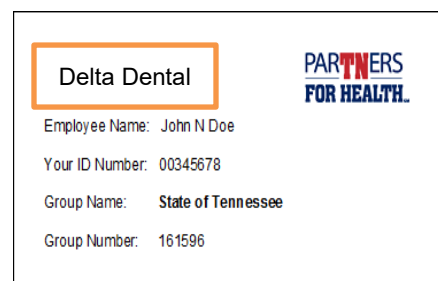 Delta Dental
PARTNERS
FOR HEALTH
Employee Name: John N Doe
Your ID Number: 00345678
Group Name: State of Tennessee
Group Number: 161596